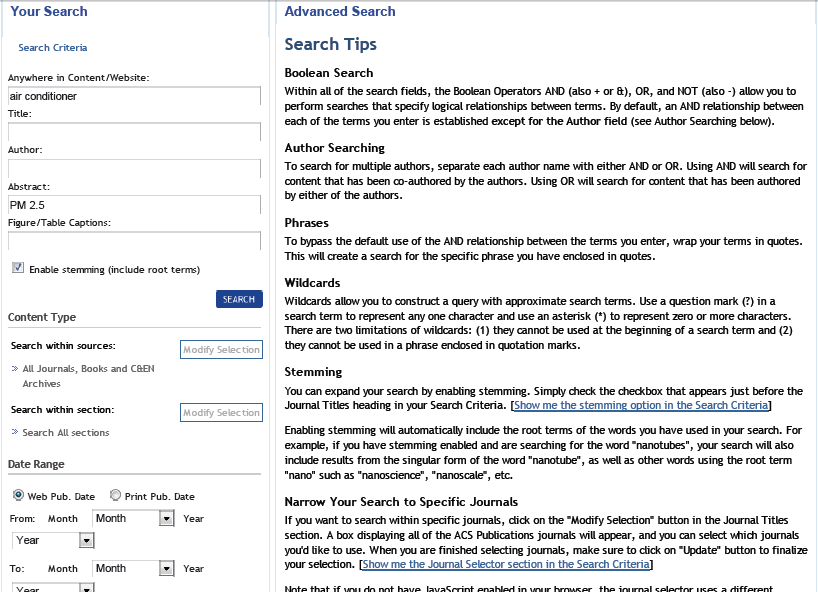 Your Search
Search Criteria
Anywhere in Content/Website:
air conditioner
Title:
Author:
Abstract:
PM 2.5
Figure/Table Captions:
Enable stemming (include root terms)
SEARCH
Content Type
Search within sources:
Modify Selection
» All Journals, Books and C&EN
Archives
Search within section:
Modify Selection
» Search All sections
Date Range
Web Pub. Date Print Pub. Date
From: Month Month Year
Year
To: Month Month Year
Year
Advanced Search
Search Tips
Boolean Search
Within all of the search fields, the Boolean Operators AND (also + or &), OR, and NOT (also -) allow you to
perform searches that specify logical relationships between terms. By default, an AND relationship between
each of the terms you enter is established except for the Author field (see Author Searching below).
Author Searching
To search for multiple authors, separate each author name with either AND or OR. Using AND will search for
content that has been co-authored by the authors. Using OR will search for content that has been authored
by either of the authors.
Phrases
To bypass the default use of the AND relationship between the terms you enter, wrap your terms in quotes.
This will create a search for the specific phrase you have enclosed in quotes.
Wildcards
Wildcards allow you to construct a query with approximate search terms. Use a question mark (?) in a
search term to represent any one character and use an asterisk (*) to represent zero or more characters.
There are two limitations of wildcards: (1) they cannot be used at the beginning of a search term and (2)
they cannot be used in a phrase enclosed in quotation marks.
Stemming
You can expand your search by enabling stemming. Simply check the checkbox that appears just before the
Journal Titles heading in your Search Criteria. [Show me the stemming option in the Search Criteria]
Enabling stemming will automatically include the root terms of the words you have used in your search. For
example, if you have stemming enabled and are searching for the word "nanotubes", your search will also
include results from the singular form of the word "nanotube", as well as other words using the root term
"nano" such as "nanoscience", "nanoscale", etc.
Narrow Your Search to Specific Journals
If you want to search within specific journals, click on the "Modify Selection" button in the Journal Titles
section. A box displaying all of the ACS Publications journals will appear, and you can select which journals
you'd like to use. When you are finished selecting journals, make sure to click on "Update" button to finalize
your selection. [Show me the Journal Selector section in the Search Criteria]
Note that if you do not have JavaScript enabled in your browser, the journal selector uses a different